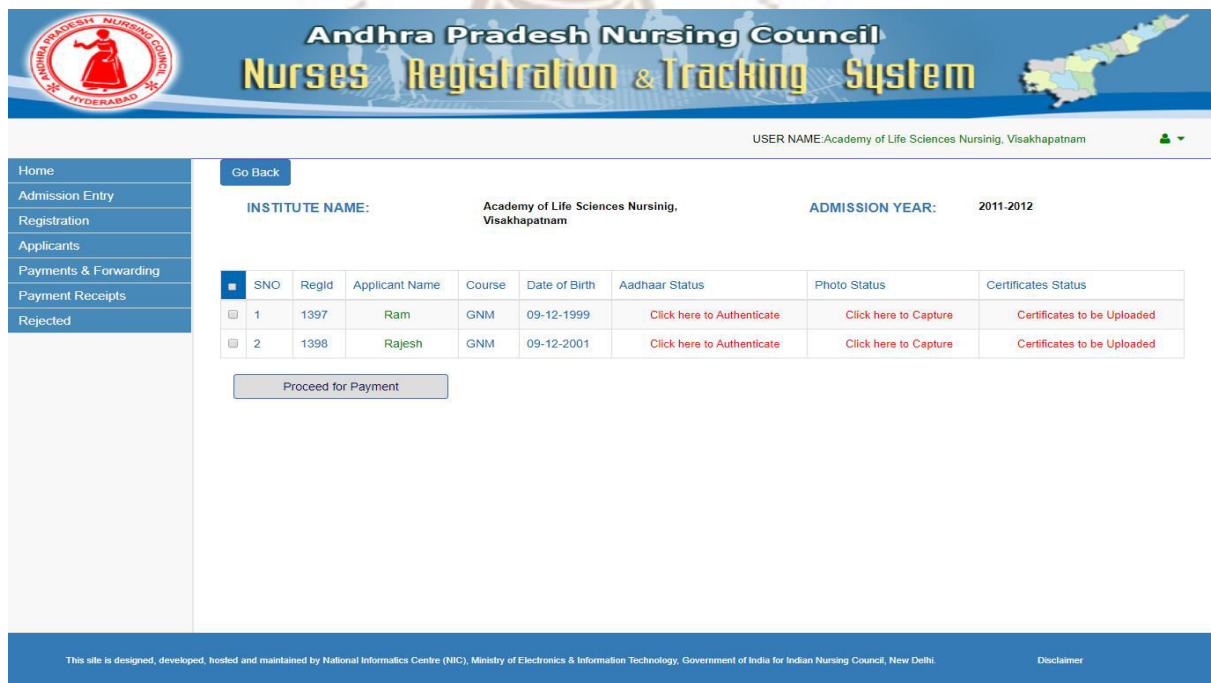 ANDHRA PRADESH NURSING COUNCIL
HYDERABAD
Andhra Pradesh Nursing Council
Nurses Registration & Tracking System
USER NAME:Academy of Life Sciences Nursinig, Visakhapatnam
Home
Admission Entry
Registration
Applicants
Payments & Forwarding
Payment Receipts
Rejected
Go Back
INSTITUTE NAME: Academy of Life Sciences Nursinig, Visakhapatnam ADMISSION YEAR: 2011-2012
SNO RegId Applicant Name Course Date of Birth Aadhaar Status Photo Status Certificates Status
1 1397 Ram GNM 09-12-1999 Click here to Authenticate Click here to Capture Certificates to be Uploaded
2 1398 Rajesh GNM 09-12-2001 Click here to Authenticate Click here to Capture Certificates to be Uploaded
Proceed for Payment
This site is designed, developed, hosted and maintained by National Informatics Centre (NIC), Ministry of Electronics & Information Technology, Government of India for Indian Nursing Council, New Delhi. Disclaimer